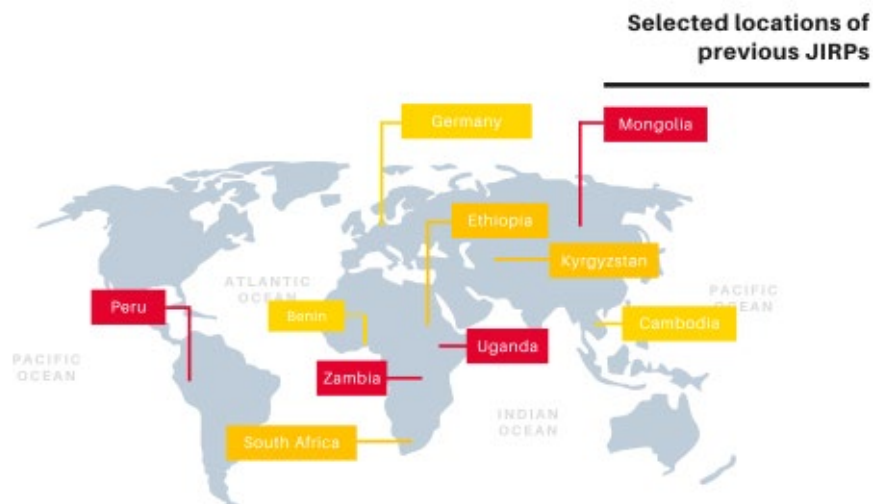 Selected locations of
previous JIRPs
Germany
Mongolia
Ethiopia
Kyrgyzstan
ATLANTIC
OCEAN
PACIFIC
OCEAN
Peru
Benin
Cambodia
Uganda
PACIFIC
OCEAN
Zambia
INDIAN
OCEAN
South Africa